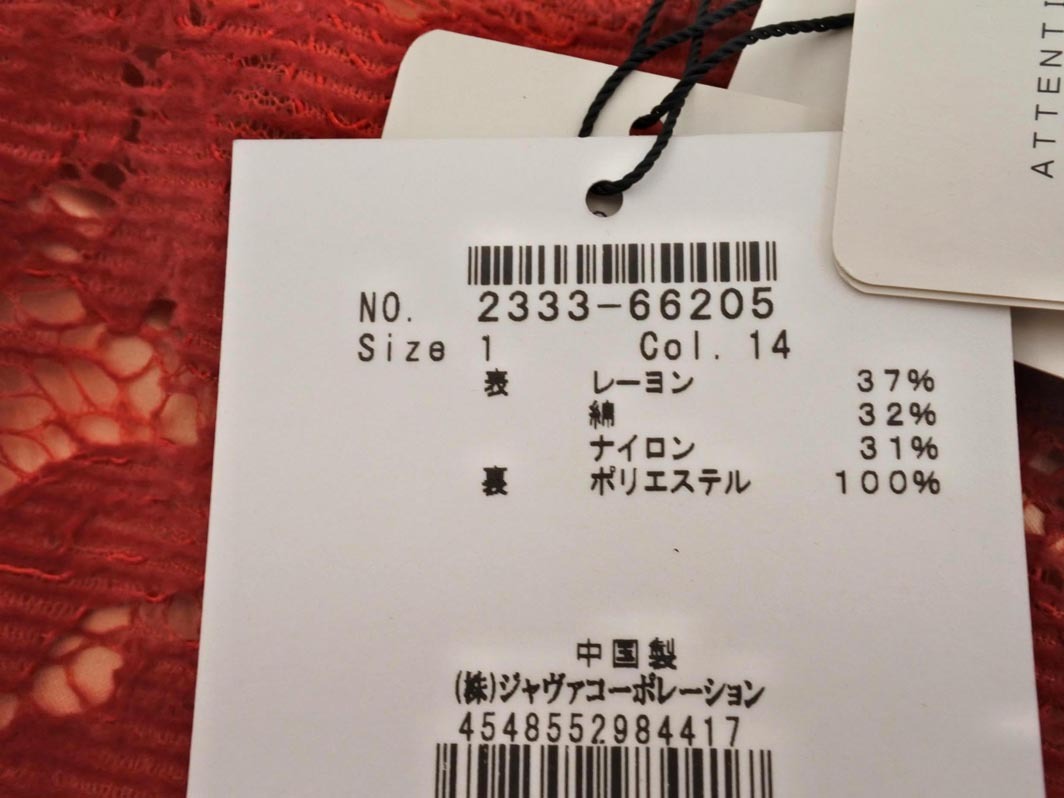 ATTENTI
NO. 2333-66205
Size 1 Col. 14
表 レーヨン 37%
綿 32%
ナイロン 31%
裏 ポリエステル 100%
中国製
(株)ジャヴァコーポレーション
4548552984417